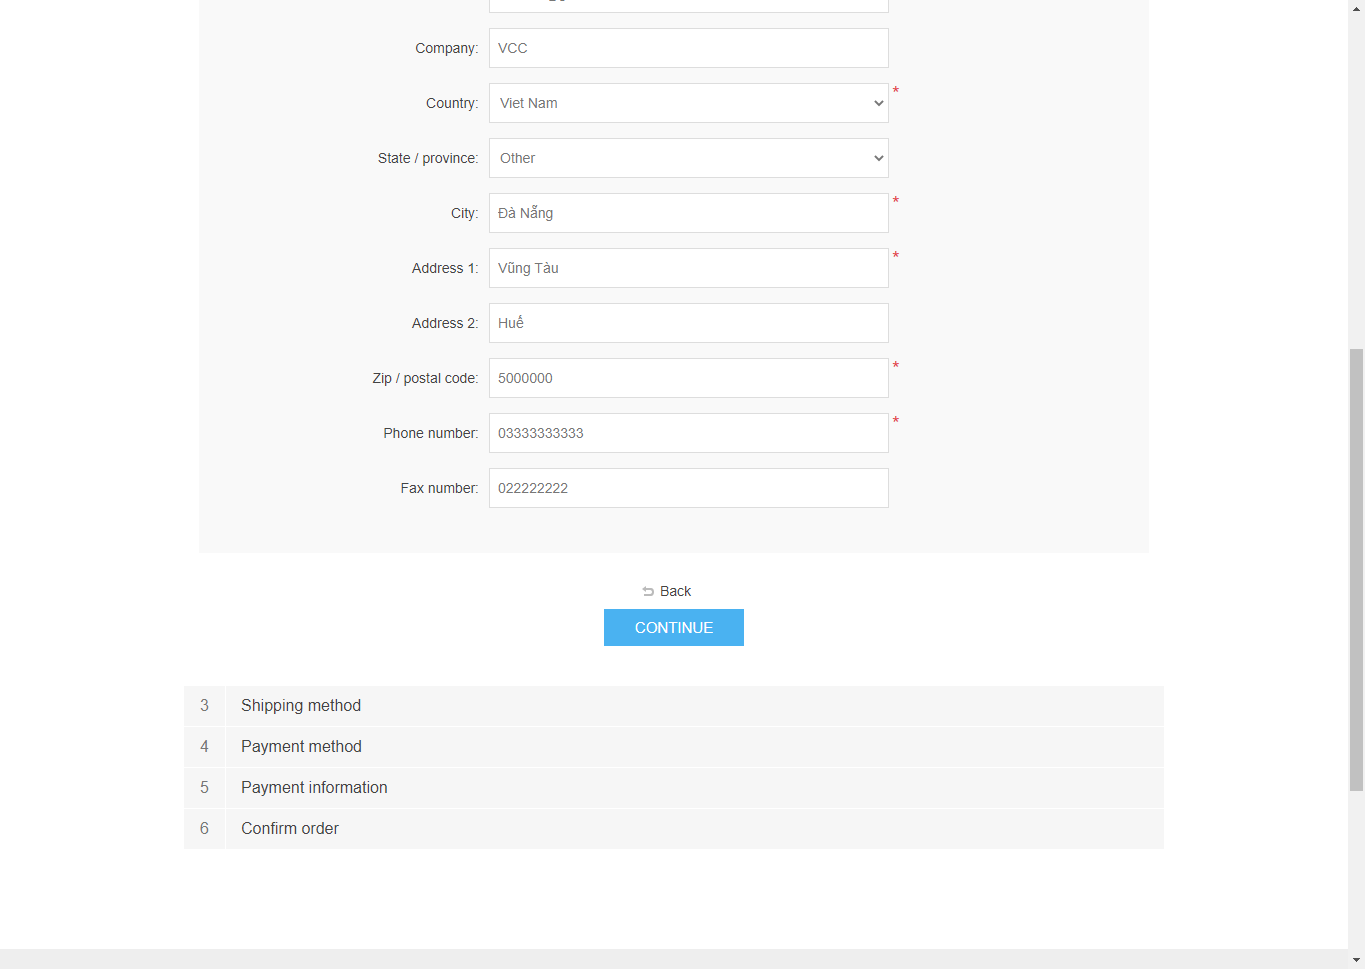 Company: VCC
Country: Viet Nam *
State / province: Other
City: Đà Nẵng *
Address 1: Vũng Tàu *
Address 2: Huế
Zip / postal code: 5000000 *
Phone number: 03333333333 *
Fax number: 022222222
Back
CONTINUE
3 Shipping method
4 Payment method
5 Payment information
6 Confirm order